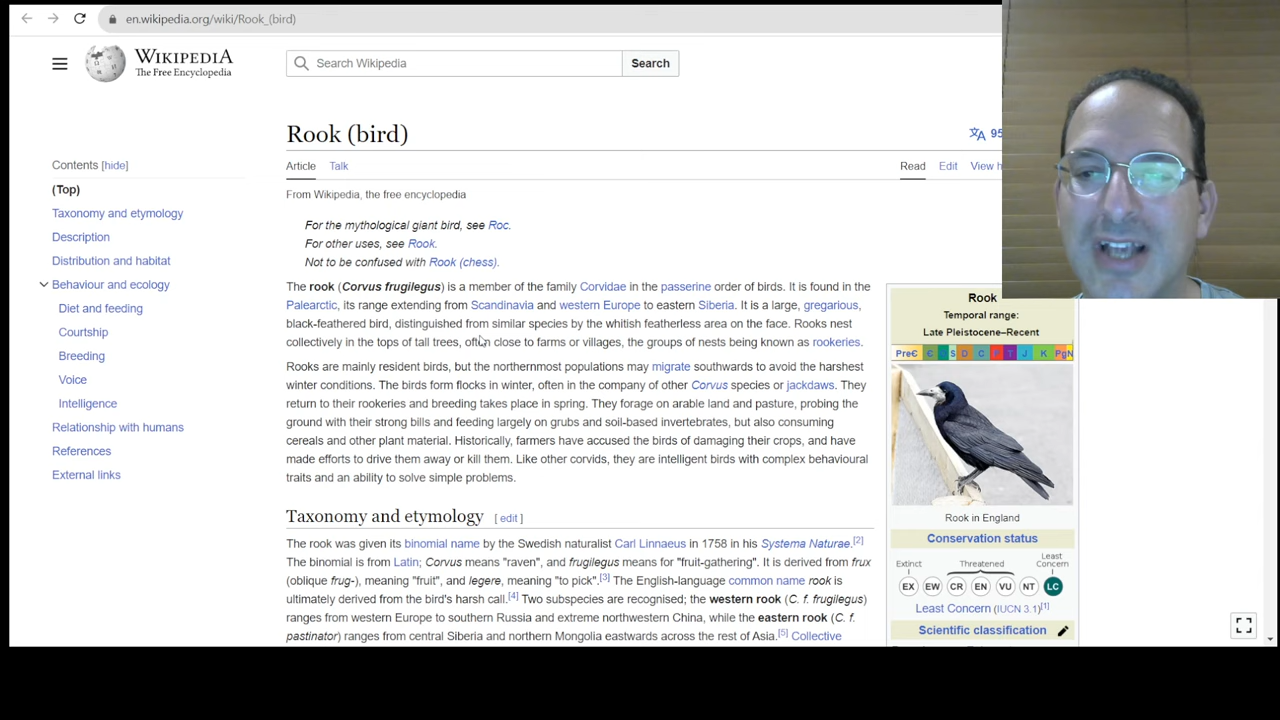 en.wikipedia.org/wiki/Rook_(bird)
WIKIPEDIA
The Free Encyclopedia
Search Wikipedia
Search
Rook (bird)
95
Article
Talk
Read
Edit
View h
From Wikipedia, the free encyclopedia
For the mythological giant bird, see Roc.
For other uses, see Rook.
Not to be confused with Rook (chess).
Contents [hide]
(Top)
Taxonomy and etymology
Description
Distribution and habitat
Behaviour and ecology
Diet and feeding
Courtship
Breeding
Voice
Intelligence
Relationship with humans
References
External links
The rook (Corvus frugilegus) is a member of the family Corvidae in the passerine order of birds. It is found in the
Palearctic, its range extending from Scandinavia and western Europe to eastern Siberia. It is a large, gregarious,
black-feathered bird, distinguished from similar species by the whitish featherless area on the face. Rooks nest
collectively in the tops of tall trees, often close to farms or villages, the groups of nests being known as rookeries.
Rooks are mainly resident birds, but the northernmost populations may migrate southwards to avoid the harshest
winter conditions. The birds form flocks in winter, often in the company of other Corvus species or jackdaws. They
return to their rookeries and breeding takes place in spring. They forage on arable land and pasture, probing the
ground with their strong bills and feeding largely on grubs and soil-based invertebrates, but also consuming
cereals and other plant material. Historically, farmers have accused the birds of damaging their crops, and have
made efforts to drive them away or kill them. Like other corvids, they are intelligent birds with complex behavioural
traits and an ability to solve simple problems.
Taxonomy and etymology [ edit ]
The rook was given its binomial name by the Swedish naturalist Carl Linnaeus in 1758 in his Systema Naturae.[2]
The binomial is from Latin; Corvus means "raven", and frugilegus means for "fruit-gathering". It is derived from frux
(oblique frug-), meaning "fruit", and legere, meaning "to pick".[3] The English-language common name rook is
ultimately derived from the bird's harsh call.[4] Two subspecies are recognised; the western rook (C. f. frugilegus)
ranges from western Europe to southern Russia and extreme northwestern China, while the eastern rook (C. f.
pastinator) ranges from central Siberia and northern Mongolia eastwards across the rest of Asia.[5] Collective
Rook
Temporal range:
Late Pleistocene–Recent
PreꞒ Ꞓ O S D C P T J K Pg N
Rook in England
Conservation status
Extinct
Threatened
Least
Concern
EX EW CR EN VU NT LC
Least Concern (IUCN 3.1)[1]
Scientific classification